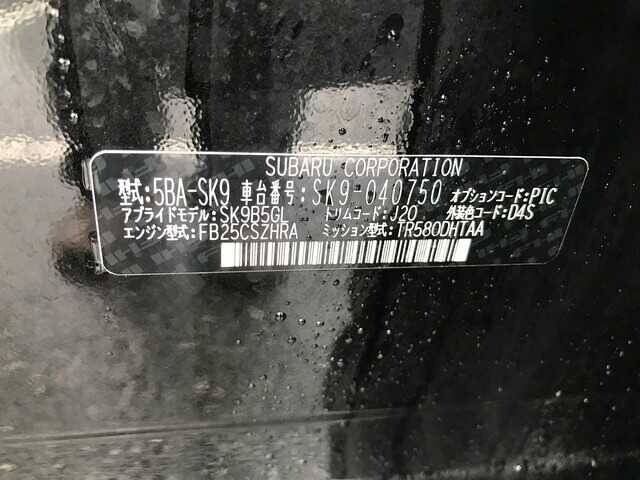 SUBARU CORPORATION
型式:5BA-SK9 車台番号:SK9-040750 オプションコード:PIC
アプライドモデル:SK9B5GL トリムコード:J20 外装色コード:D4S
エンジン型式:FB25CSZHRA ミッション型式:TR580DHTAA